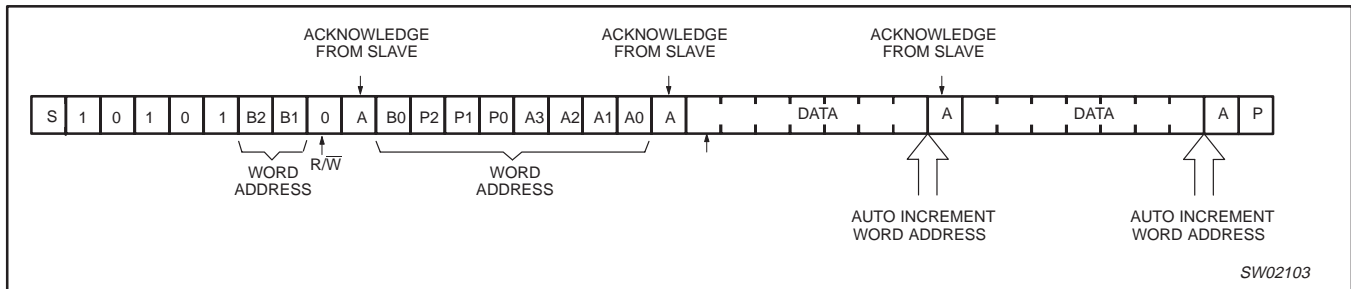 ACKNOWLEDGE
FROM SLAVE
ACKNOWLEDGE
FROM SLAVE
ACKNOWLEDGE
FROM SLAVE
S 1 0 1 0 1 B2 B1 0 A B0 P2 P1 P0 A3 A2 A1 A0 A DATA A DATA A P
R/W̅
WORD
ADDRESS
WORD
ADDRESS
AUTO INCREMENT
WORD ADDRESS
AUTO INCREMENT
WORD ADDRESS
SW02103